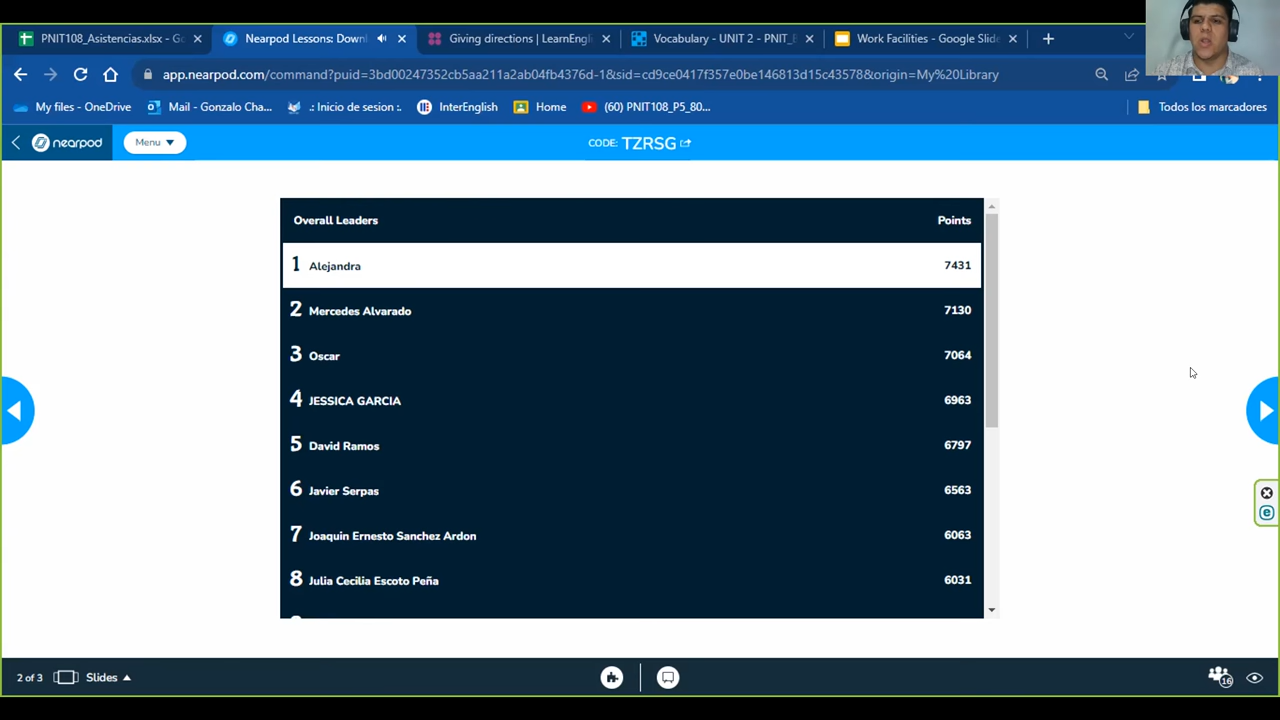 PNIT108_Asistencias.xlsx - Go
Nearpod Lessons: Downl
Giving directions | LearnEngli
Vocabulary - UNIT 2 - PNIT_
Work Facilities - Google Slide
app.nearpod.com/command?puid=3bd00247352cb5aa211a2ab04fb4376d-1&sid=cd9ce0417f357e0be146813d15c43578&origin=My%20Library
My files - OneDrive
Mail - Gonzalo Cha...
.: Inicio de sesion :.
InterEnglish
Home
(60) PNIT108_P5_80...
Todos los marcadores
nearpod
Menu
CODE: TZRSG
Overall Leaders Points
1 Alejandra 7431
2 Mercedes Alvarado 7130
3 Oscar 7064
4 JESSICA GARCIA 6963
5 David Ramos 6797
6 Javier Serpas 6563
7 Joaquin Ernesto Sanchez Ardon 6063
8 Julia Cecilia Escoto Peña 6031
2 of 3
Slides
16